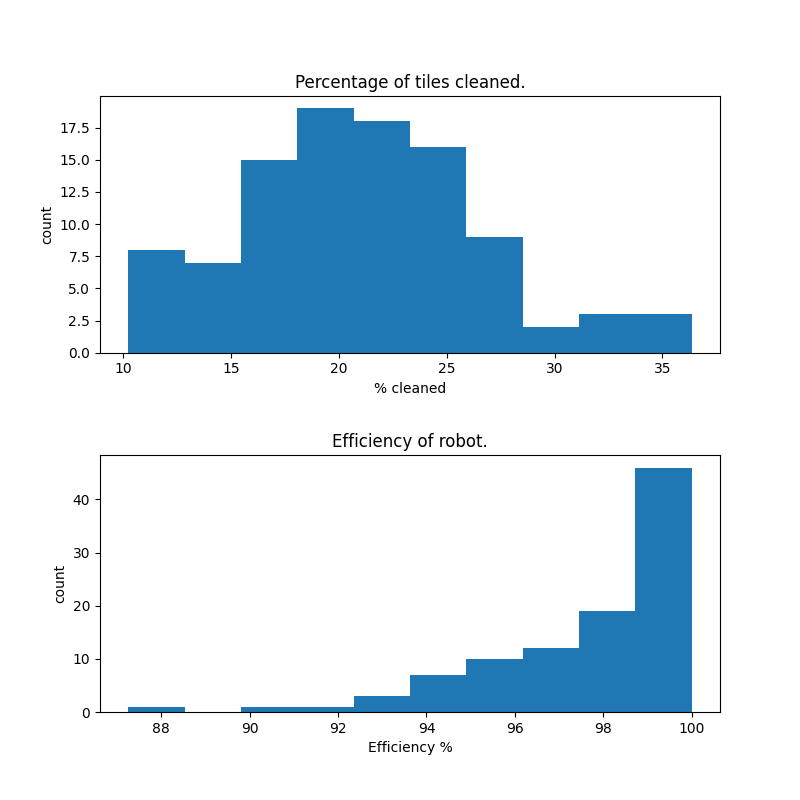 Percentage of tiles cleaned.
17.5
15.0
12.5
10.0
7.5
5.0
2.5
0.0
count
10 15 20 25 30 35
% cleaned
Efficiency of robot.
40
30
20
10
0
count
88 90 92 94 96 98 100
Efficiency %